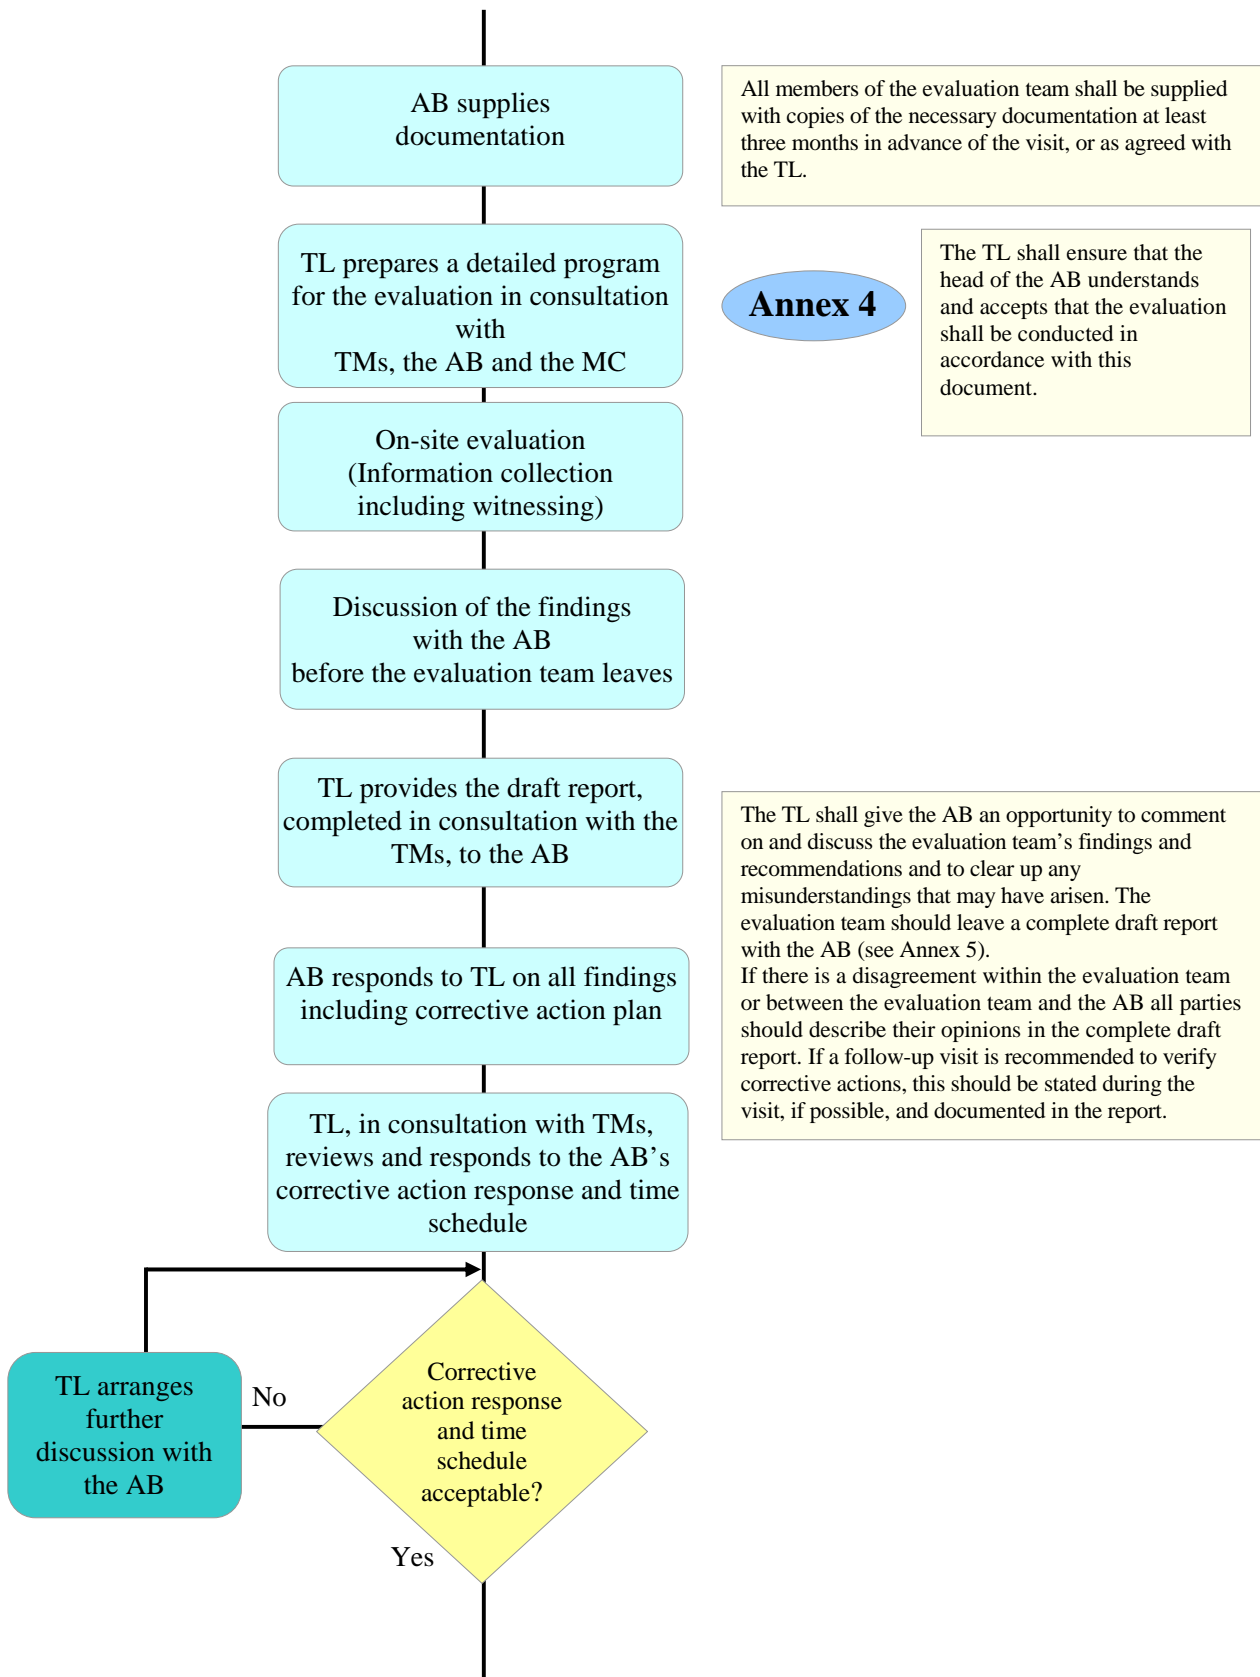 AB supplies
documentation
All members of the evaluation team shall be supplied
with copies of the necessary documentation at least
three months in advance of the visit, or as agreed with
the TL.
TL prepares a detailed program
for the evaluation in consultation
with
TMs, the AB and the MC
Annex 4
The TL shall ensure that the
head of the AB understands
and accepts that the evaluation
shall be conducted in
accordance with this
document.
On-site evaluation
(Information collection
including witnessing)
Discussion of the findings
with the AB
before the evaluation team leaves
TL provides the draft report,
completed in consultation with the
TMs, to the AB
The TL shall give the AB an opportunity to comment
on and discuss the evaluation team’s findings and
recommendations and to clear up any
misunderstandings that may have arisen. The
evaluation team should leave a complete draft report
with the AB (see Annex 5).
If there is a disagreement within the evaluation team
or between the evaluation team and the AB all parties
should describe their opinions in the complete draft
report. If a follow-up visit is recommended to verify
corrective actions, this should be stated during the
visit, if possible, and documented in the report.
AB responds to TL on all findings
including corrective action plan
TL, in consultation with TMs,
reviews and responds to the AB’s
corrective action response and time
schedule
Corrective
action response
and time
schedule
acceptable?
No
TL arranges
further
discussion with
the AB
Yes